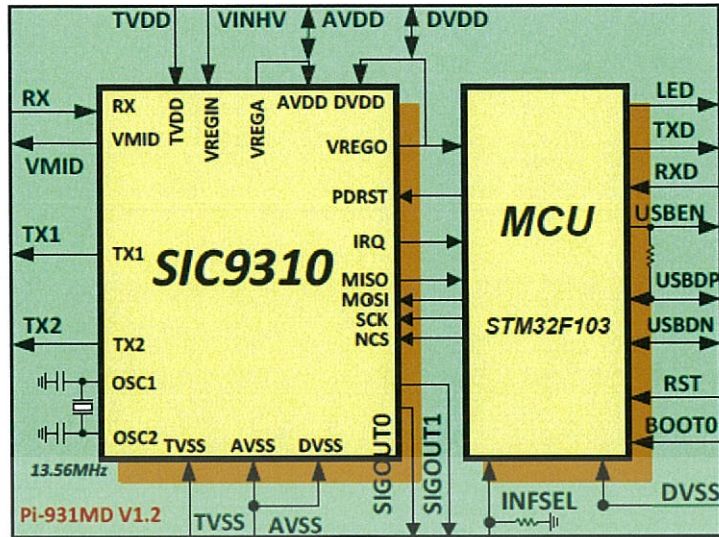 TVDD VINHV AVDD DVDD
RX
VMID
TX1
TX2
RX
VMID
TX1
TX2
OSC1
OSC2
TVDD
VREGIN
VREGA
AVDD DVDD
VREGO
PDRST
IRQ
MISO
MOSI
SCK
NCS
SIC9310
TVSS AVSS DVSS
13.56MHz
Pi-931MD V1.2
TVSS AVSS
SIGOUT0
SIGOUT1
MCU
STM32F103
LED
TXD
RXD
USBEN
USBDP
USBDN
RST
BOOT0
INFSEL
DVSS